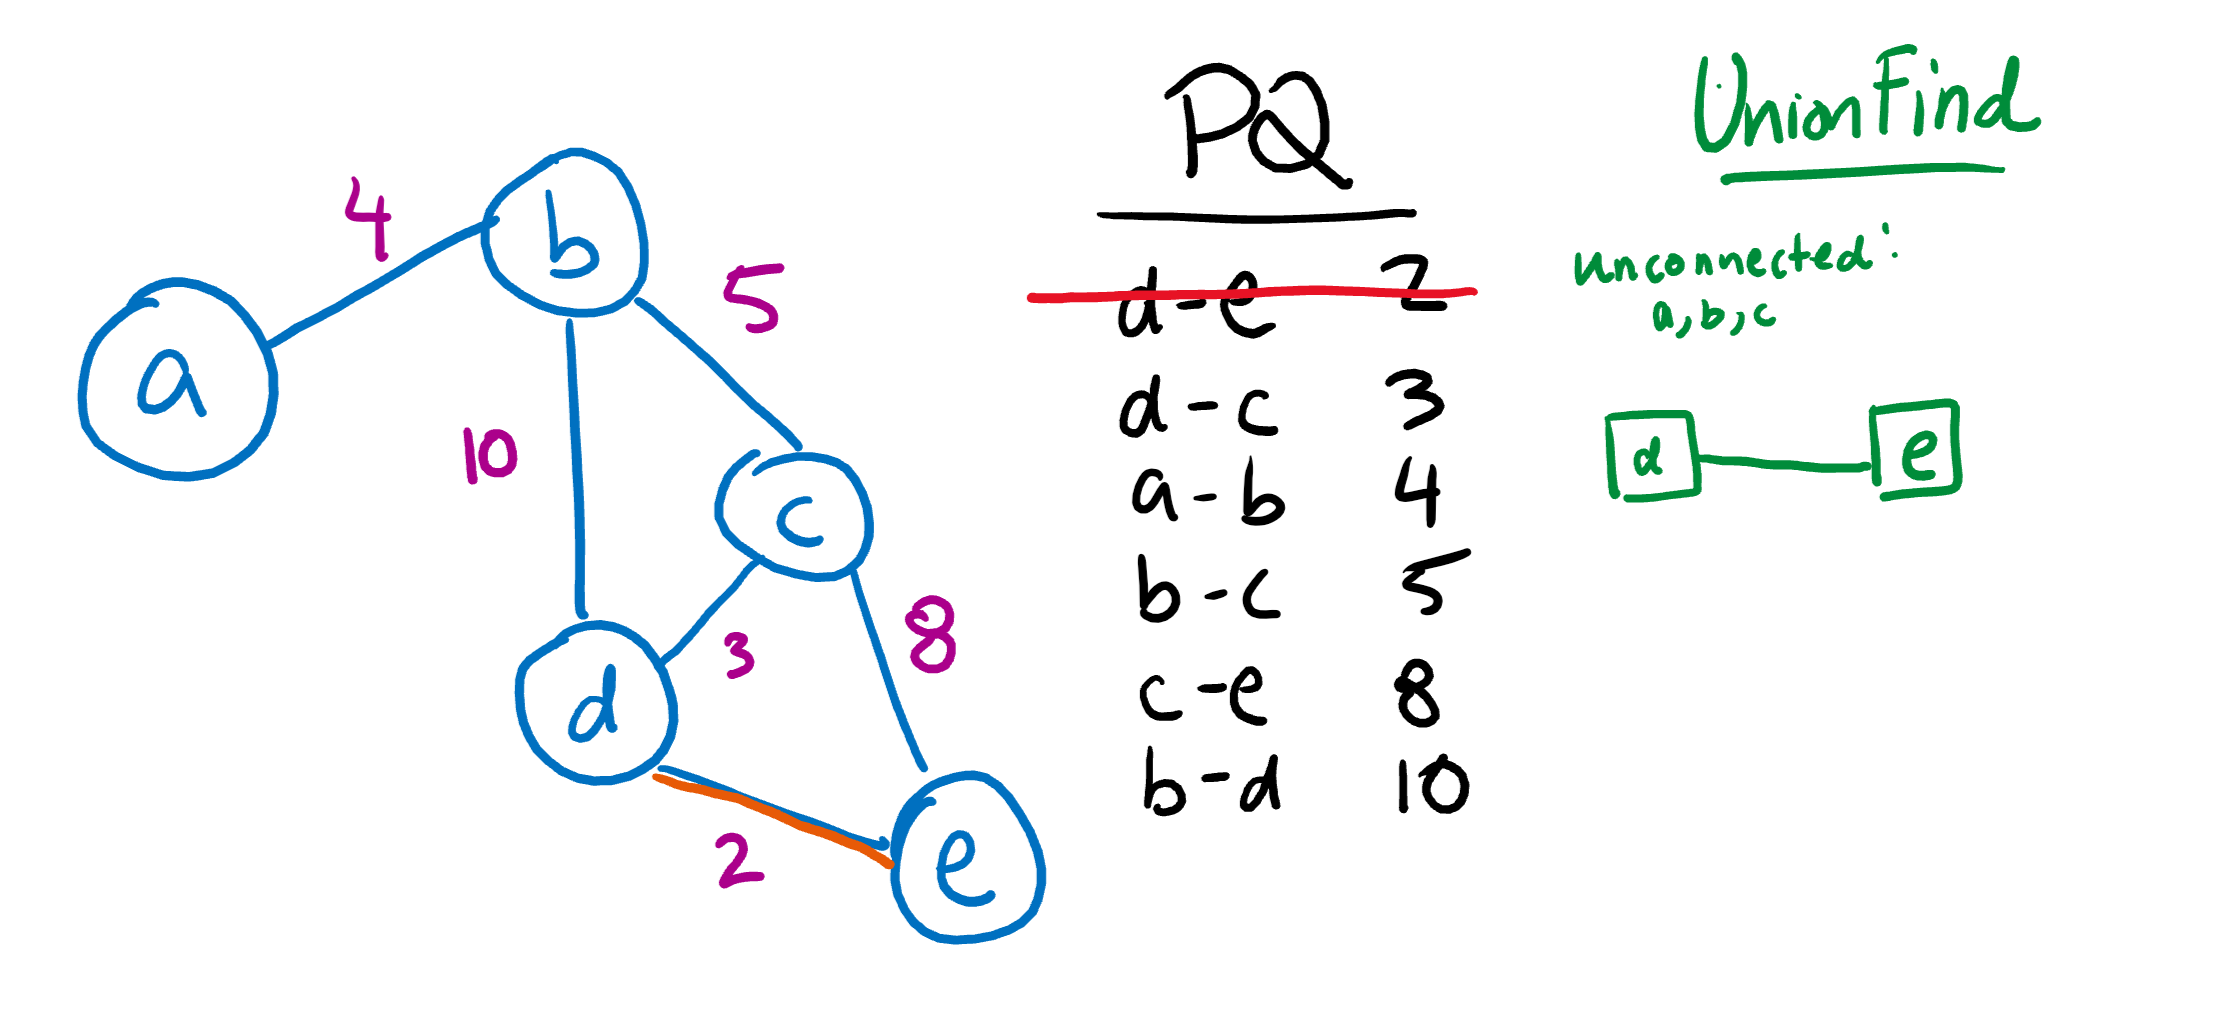 4
b
5
a
10
c
8
3
d
2
e
PQ
d-e 2
d-c 3
a-b 4
b-c 5
c-e 8
b-d 10
UnionFind
unconnected:
a,b,c
d e